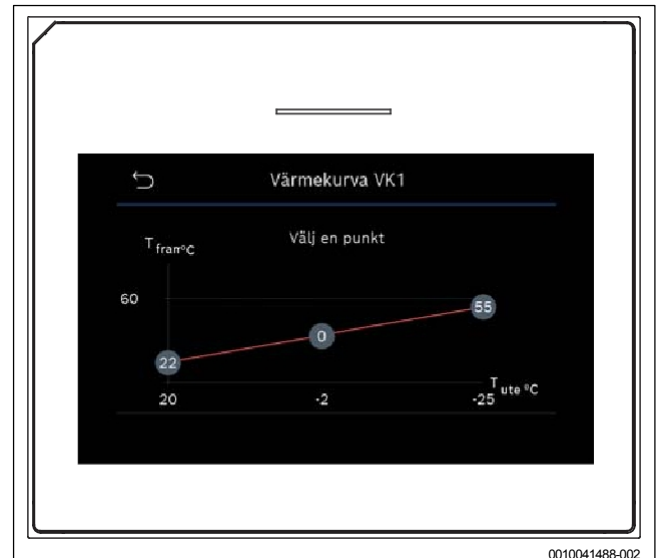 Värmekurva VK1
Välj en punkt
T fram°C
60
55
0
22
20 -2 -25
T ute °C
0010041488-002